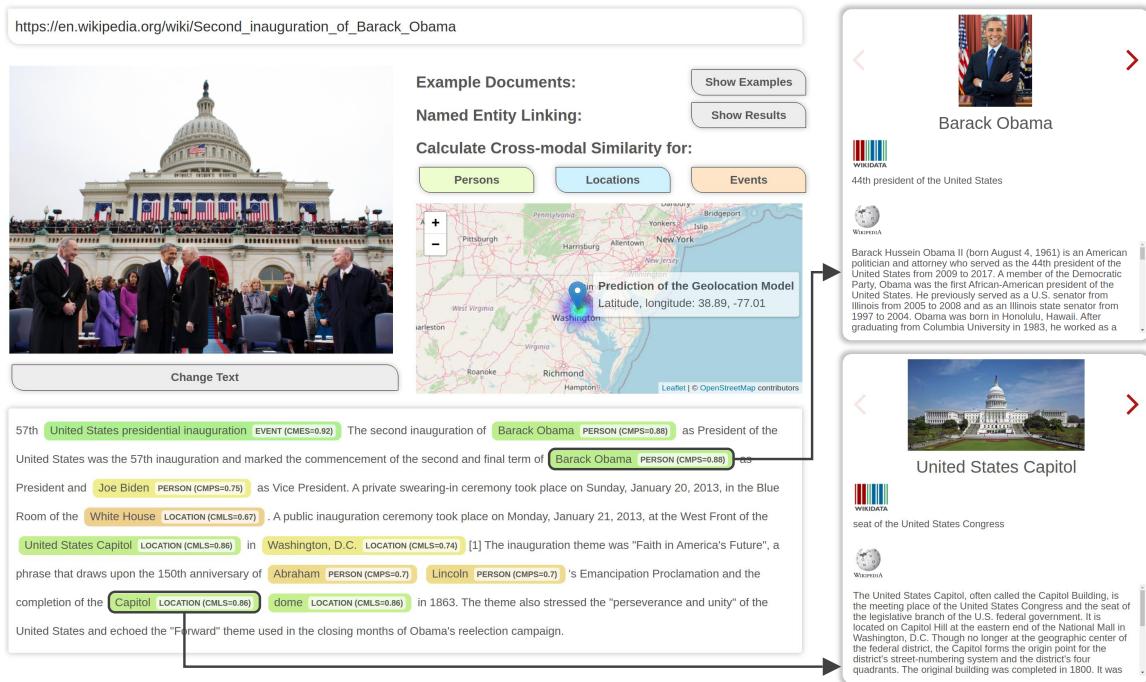 https://en.wikipedia.org/wiki/Second_inauguration_of_Barack_Obama
Example Documents:
Show Examples
Named Entity Linking:
Show Results
Calculate Cross-modal Similarity for:
Persons
Locations
Events
+
−
Pennsylvania
Danbury
Bridgeport
Yonkers
Islip
Pittsburgh
Harrisburg
Allentown
New York
New Jersey
Wilmington
Prediction of the Geolocation Model
Latitude, longitude: 38.89, -77.01
West Virginia
Washington
arleston
Virginia
Roanoke
Richmond
Hampton
Leaflet | © OpenStreetMap contributors
Change Text
57th United States presidential inauguration EVENT (CMES=0.92) The second inauguration of Barack Obama PERSON (CMPS=0.88) as President of the
United States was the 57th inauguration and marked the commencement of the second and final term of Barack Obama PERSON (CMPS=0.88) as
President and Joe Biden PERSON (CMPS=0.75) as Vice President. A private swearing-in ceremony took place on Sunday, January 20, 2013, in the Blue
Room of the White House LOCATION (CMLS=0.67) . A public inauguration ceremony took place on Monday, January 21, 2013, at the West Front of the
United States Capitol LOCATION (CMLS=0.86) in Washington, D.C. LOCATION (CMLS=0.74) [1] The inauguration theme was "Faith in America's Future", a
phrase that draws upon the 150th anniversary of Abraham PERSON (CMPS=0.7) Lincoln PERSON (CMPS=0.7) 's Emancipation Proclamation and the
completion of the Capitol LOCATION (CMLS=0.86) dome LOCATION (CMLS=0.86) in 1863. The theme also stressed the "perseverance and unity" of the
United States and echoed the "Forward" theme used in the closing months of Obama's reelection campaign.
Barack Obama
WIKIDATA
44th president of the United States
WIKIPEDIA
Barack Hussein Obama II (born August 4, 1961) is an American
politician and attorney who served as the 44th president of the
United States from 2009 to 2017. A member of the Democratic
Party, Obama was the first African-American president of the
United States. He previously served as a U.S. senator from
Illinois from 2005 to 2008 and as an Illinois state senator from
1997 to 2004. Obama was born in Honolulu, Hawaii. After
graduating from Columbia University in 1983, he worked as a
United States Capitol
WIKIDATA
seat of the United States Congress
WIKIPEDIA
The United States Capitol, often called the Capitol Building, is
the meeting place of the United States Congress and the seat of
the legislative branch of the U.S. federal government. It is
located on Capitol Hill at the eastern end of the National Mall in
Washington, D.C. Though no longer at the geographic center of
the federal district, the Capitol forms the origin point for the
district's street-numbering system and the district's four
quadrants. The original building was completed in 1800. It was